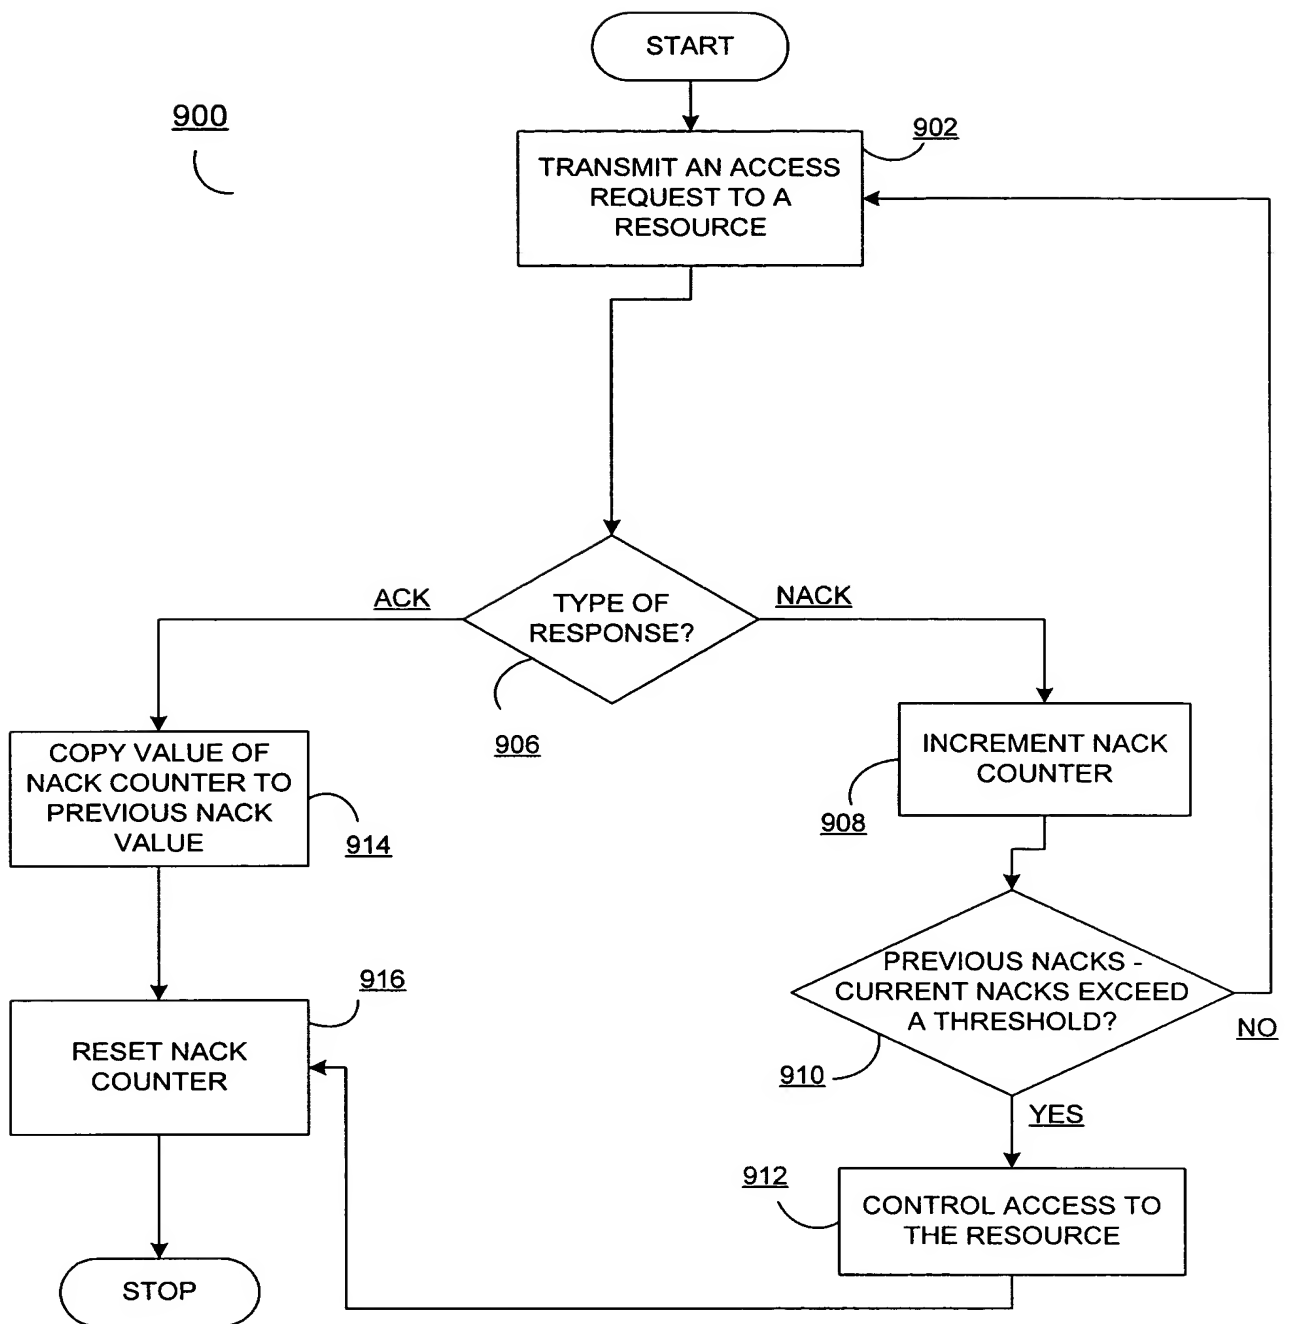 START
900
902
TRANSMIT AN ACCESS
REQUEST TO A
RESOURCE
ACK
TYPE OF
RESPONSE?
NACK
906
COPY VALUE OF
NACK COUNTER TO
PREVIOUS NACK
VALUE
914
INCREMENT NACK
COUNTER
908
PREVIOUS NACKS -
CURRENT NACKS EXCEED
A THRESHOLD?
NO
910
YES
916
RESET NACK
COUNTER
912
CONTROL ACCESS TO
THE RESOURCE
STOP